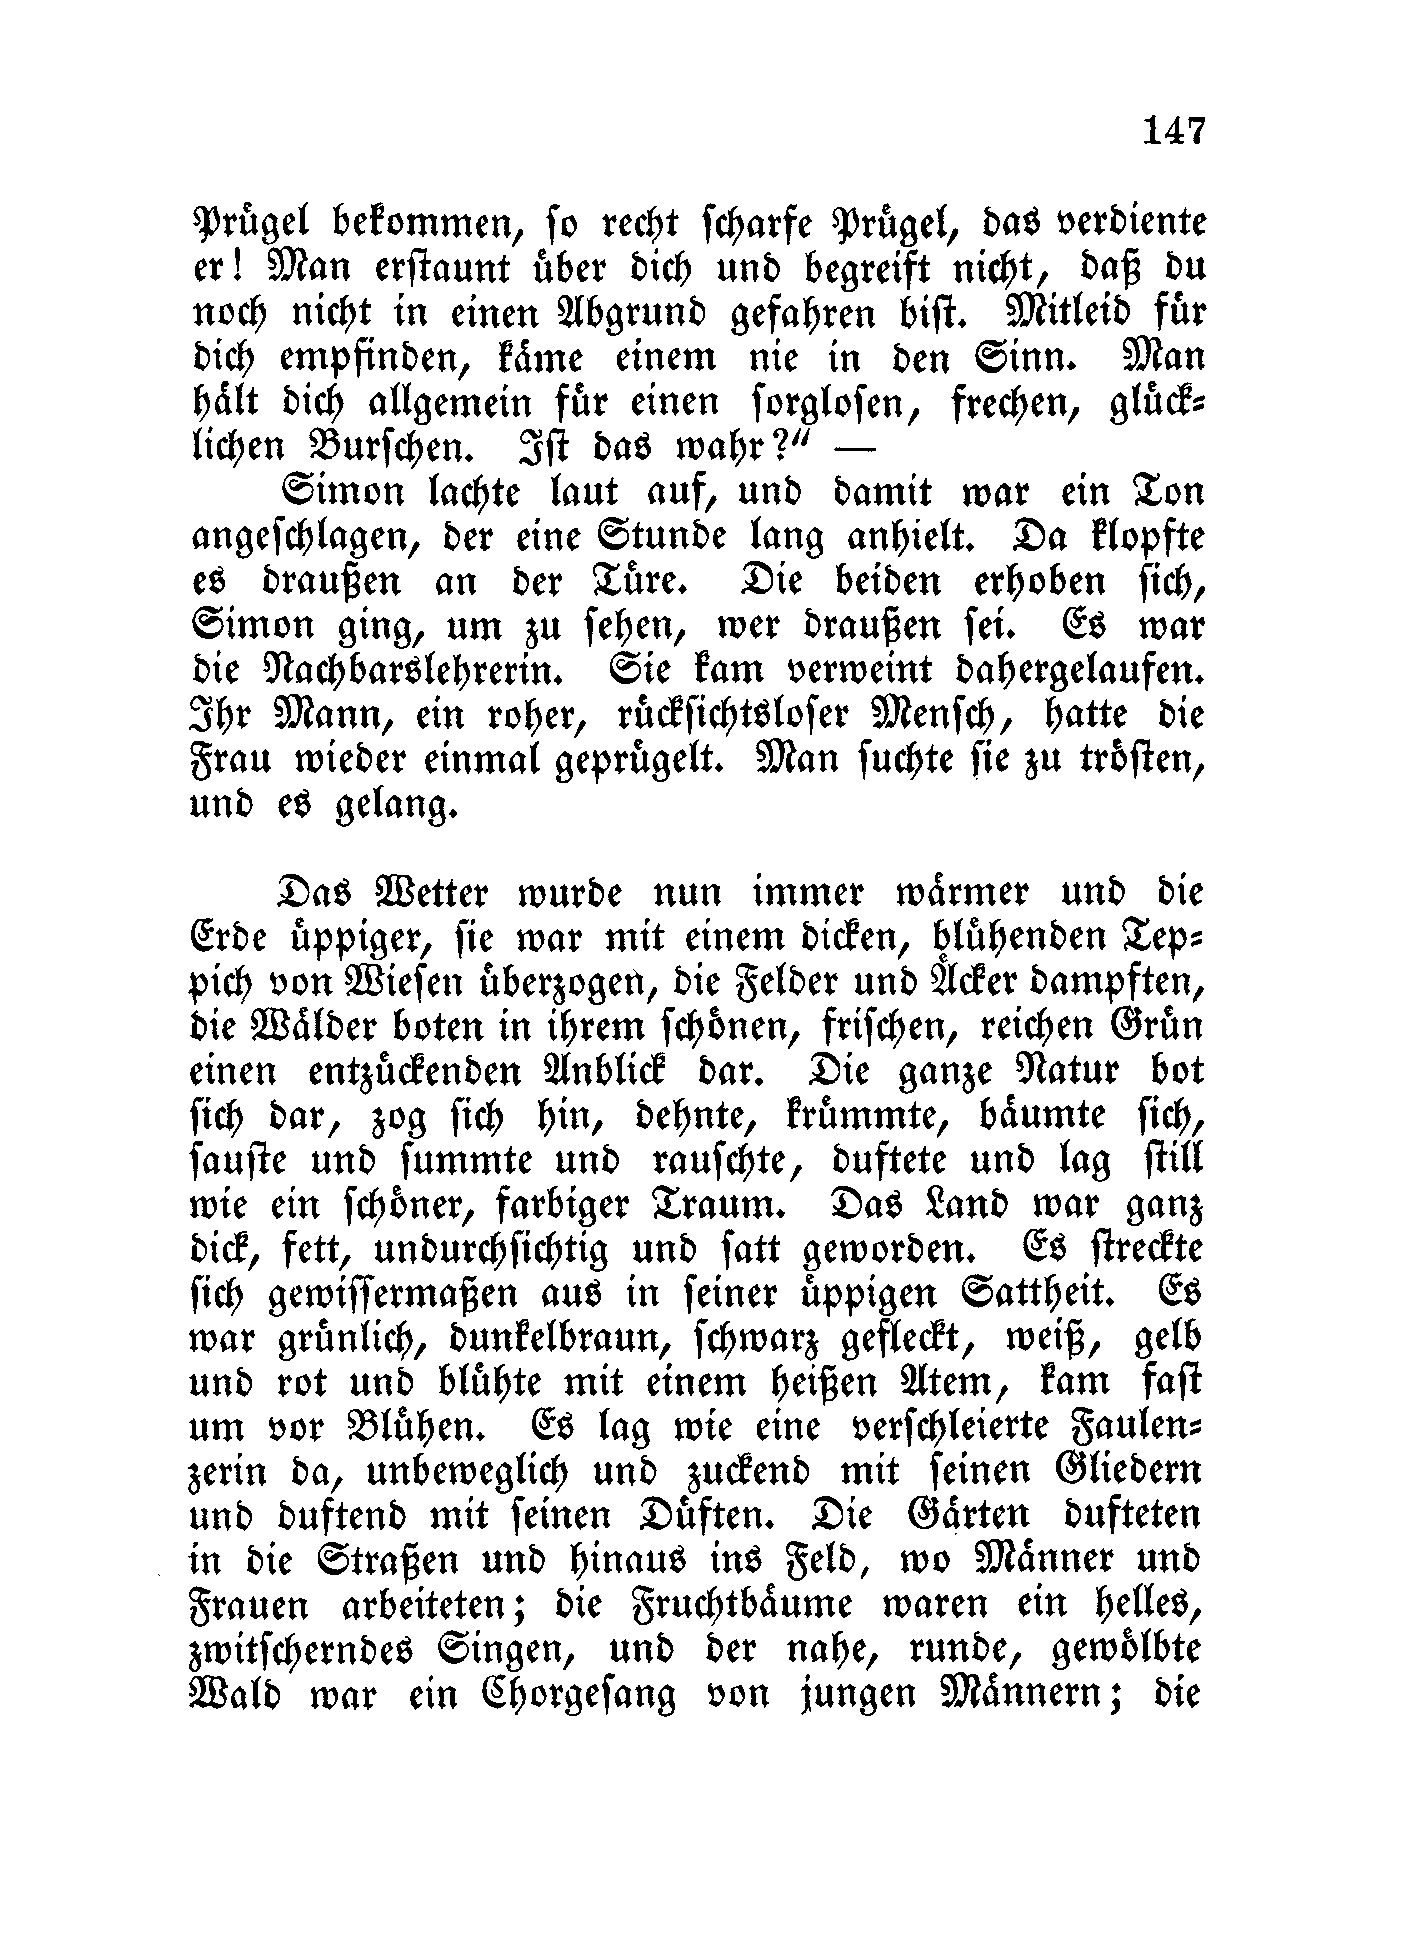 147
Prügel bekommen, so recht scharfe Prügel, das verdiente
er! Man erstaunt über dich und begreift nicht, daß du
noch nicht in einen Abgrund gefahren bist. Mitleid für
dich empfinden, käme einem nie in den Sinn. Man
hält dich allgemein für einen sorglosen, frechen, glück-
lichen Burschen. Ist das wahr?“ —
Simon lachte laut auf, und damit war ein Ton
angeschlagen, der eine Stunde lang anhielt. Da klopfte
es draußen an der Türe. Die beiden erhoben sich,
Simon ging, um zu sehen, wer draußen sei. Es war
die Nachbarslehrerin. Sie kam verweint dahergelaufen.
Ihr Mann, ein roher, rücksichtsloser Mensch, hatte die
Frau wieder einmal geprügelt. Man suchte sie zu trösten,
und es gelang.
Das Wetter wurde nun immer wärmer und die
Erde üppiger, sie war mit einem dicken, blühenden Tep-
pich von Wiesen überzogen, die Felder und Äcker dampften,
die Wälder boten in ihrem schönen, frischen, reichen Grün
einen entzückenden Anblick dar. Die ganze Natur bot
sich dar, zog sich hin, dehnte, krümmte, bäumte sich,
sauste und summte und rauschte, duftete und lag still
wie ein schöner, farbiger Traum. Das Land war ganz
dick, fett, undurchsichtig und satt geworden. Es streckte
sich gewissermaßen aus in seiner üppigen Sattheit. Es
war grünlich, dunkelbraun, schwarz gefleckt, weiß, gelb
und rot und blühte mit einem heißen Atem, kam fast
um vor Blühen. Es lag wie eine verschleierte Faulen-
zerin da, unbeweglich und zuckend mit seinen Gliedern
und duftend mit seinen Düften. Die Gärten dufteten
in die Straßen und hinaus ins Feld, wo Männer und
Frauen arbeiteten; die Fruchtbäume waren ein helles,
zwitscherndes Singen, und der nahe, runde, gewölbte
Wald war ein Chorgesang von jungen Männern; die